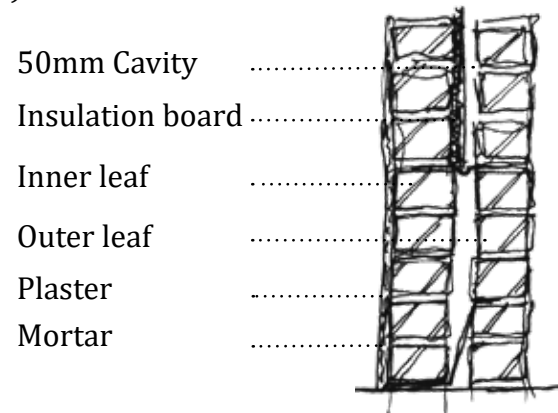 50mm Cavity
Insulation board
Inner leaf
Outer leaf
Plaster
Mortar